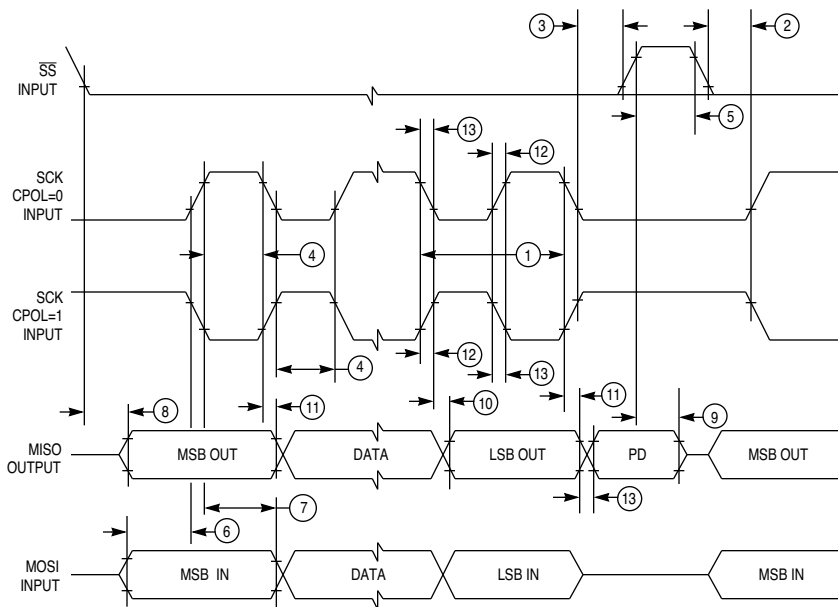 3
2
SS
INPUT
5
13
12
SCK
CPOL=0
INPUT
4
1
SCK
CPOL=1
INPUT
12
4
13
8
11
10
11
9
MISO
OUTPUT
MSB OUT
DATA
LSB OUT
PD
MSB OUT
7
13
6
MOSI
INPUT
MSB IN
DATA
LSB IN
MSB IN